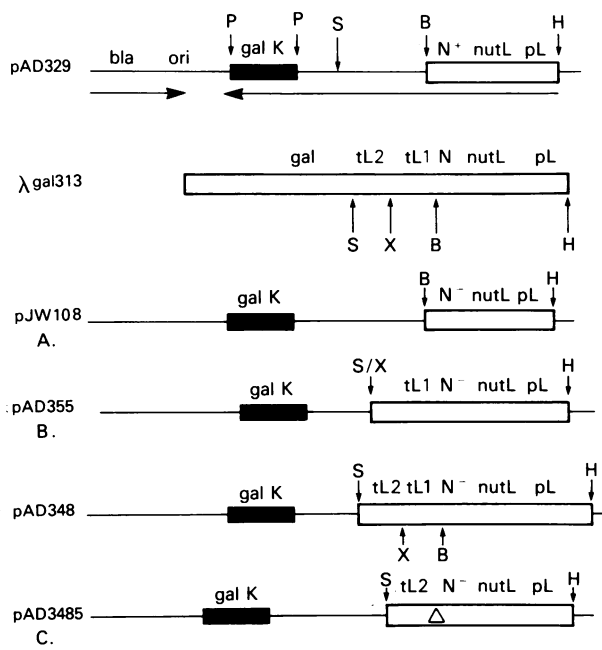 P P S B H
gal K N⁺ nutL pL
pAD329 bla ori
gal tL2 tL1 N nutL pL
λgal313
S X B H
B H
gal K N⁻ nutL pL
pJW108
A.
S/X H
gal K tL1 N⁻ nutL pL
pAD355
B.
S H
gal K tL2 tL1 N⁻ nutL pL
pAD348
X B
S H
gal K tL2 N⁻ nutL pL
pAD3485 △
C.